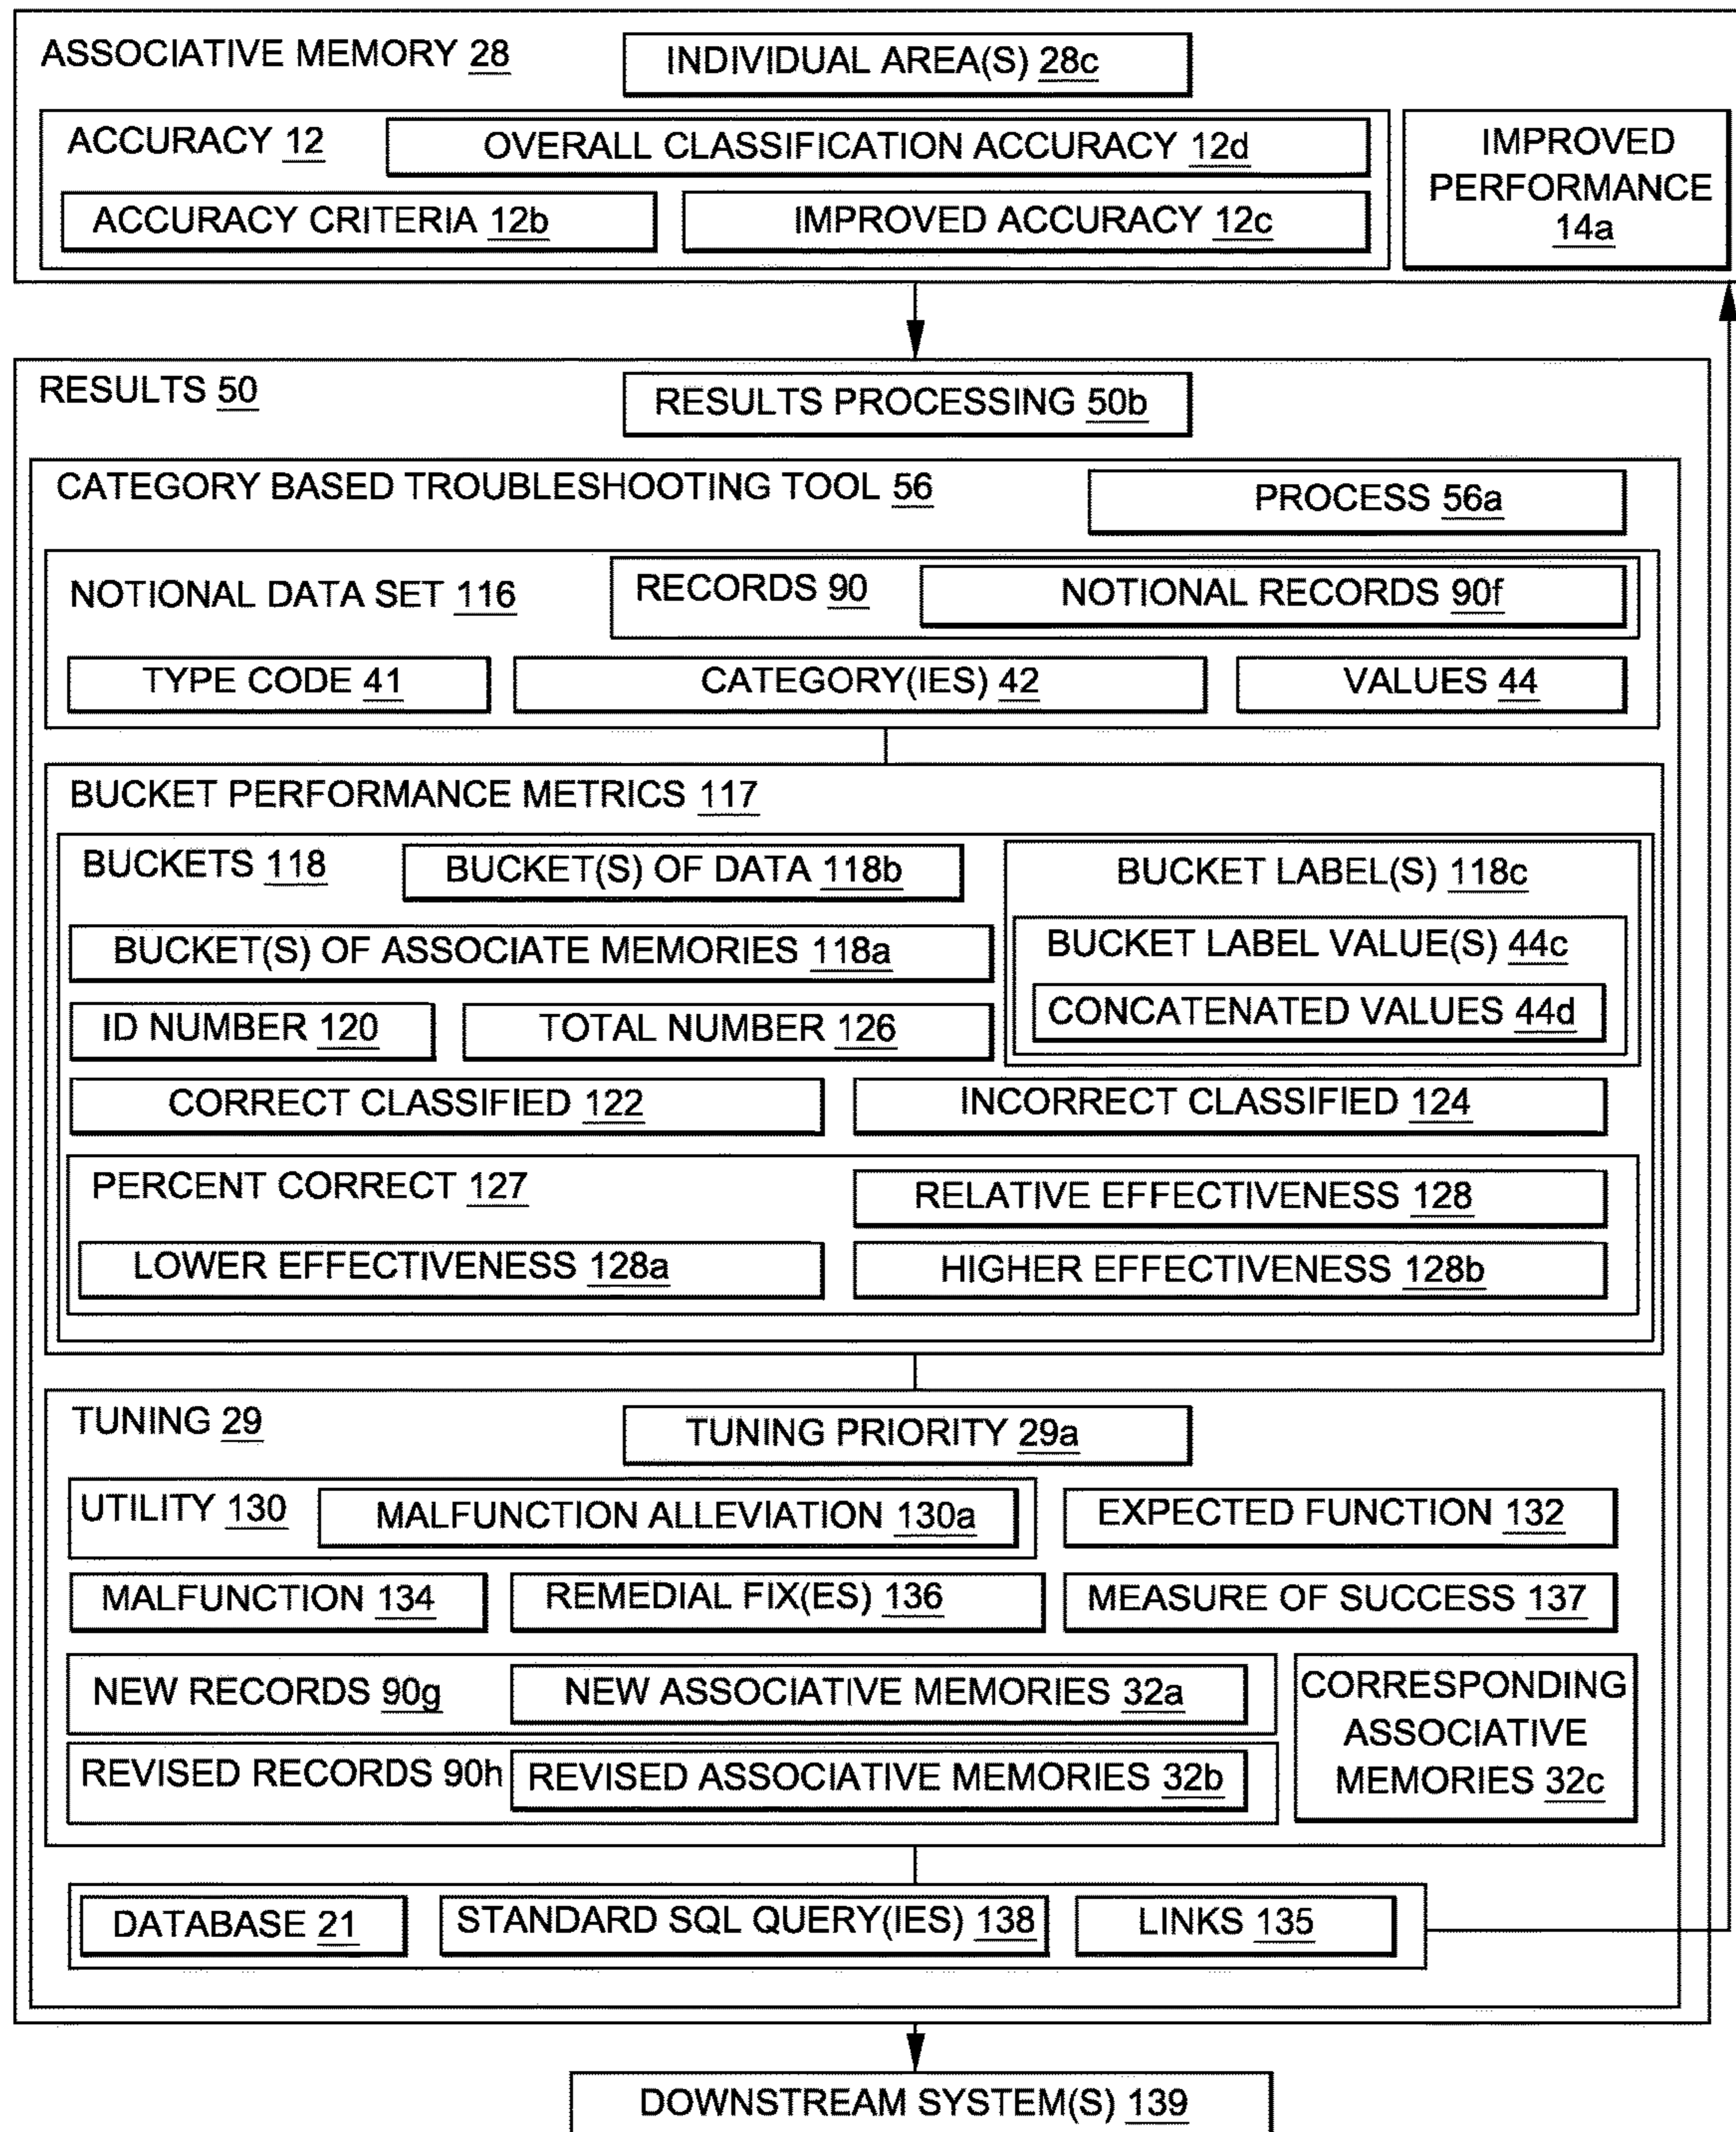 ASSOCIATIVE MEMORY 28
INDIVIDUAL AREA(S) 28c
ACCURACY 12
OVERALL CLASSIFICATION ACCURACY 12d
ACCURACY CRITERIA 12b
IMPROVED ACCURACY 12c
IMPROVED
PERFORMANCE
14a
RESULTS 50
RESULTS PROCESSING 50b
CATEGORY BASED TROUBLESHOOTING TOOL 56
PROCESS 56a
NOTIONAL DATA SET 116
RECORDS 90
NOTIONAL RECORDS 90f
TYPE CODE 41
CATEGORY(IES) 42
VALUES 44
BUCKET PERFORMANCE METRICS 117
BUCKETS 118
BUCKET(S) OF DATA 118b
BUCKET LABEL(S) 118c
BUCKET(S) OF ASSOCIATE MEMORIES 118a
BUCKET LABEL VALUE(S) 44c
CONCATENATED VALUES 44d
ID NUMBER 120
TOTAL NUMBER 126
CORRECT CLASSIFIED 122
INCORRECT CLASSIFIED 124
PERCENT CORRECT 127
RELATIVE EFFECTIVENESS 128
LOWER EFFECTIVENESS 128a
HIGHER EFFECTIVENESS 128b
TUNING 29
TUNING PRIORITY 29a
UTILITY 130
MALFUNCTION ALLEVIATION 130a
EXPECTED FUNCTION 132
MALFUNCTION 134
REMEDIAL FIX(ES) 136
MEASURE OF SUCCESS 137
NEW RECORDS 90g
NEW ASSOCIATIVE MEMORIES 32a
REVISED RECORDS 90h
REVISED ASSOCIATIVE MEMORIES 32b
CORRESPONDING
ASSOCIATIVE
MEMORIES 32c
DATABASE 21
STANDARD SQL QUERY(IES) 138
LINKS 135
DOWNSTREAM SYSTEM(S) 139